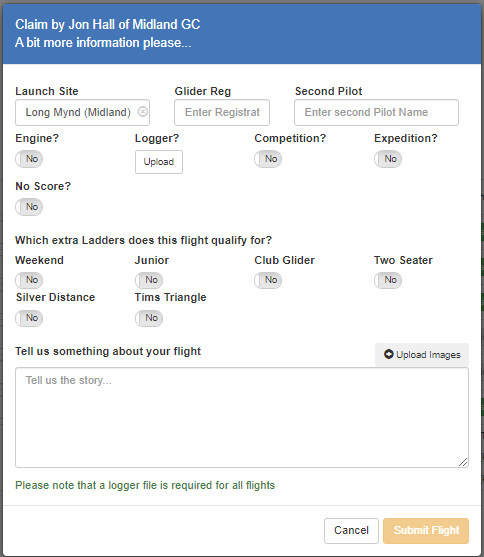 Claim by Jon Hall of Midland GC
A bit more information please...
Launch Site Glider Reg Second Pilot
Long Mynd (Midland) Enter Registrat Enter second Pilot Name
Engine? Logger? Competition? Expedition?
No Upload No No
No Score?
No
Which extra Ladders does this flight qualify for?
Weekend Junior Club Glider Two Seater
No No No No
Silver Distance Tims Triangle
No No
Tell us something about your flight Upload Images
Tell us the story...
Please note that a logger file is required for all flights
Cancel Submit Flight